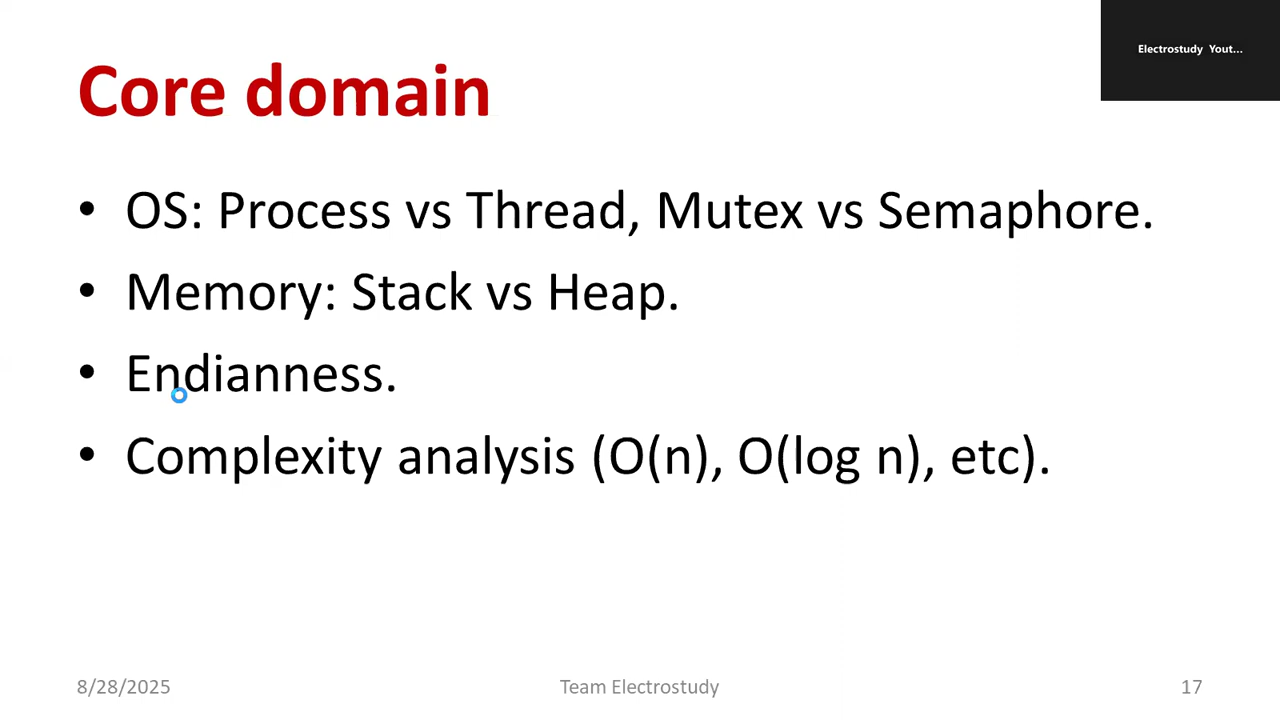 Electrostudy Yout...
Core domain
• OS: Process vs Thread, Mutex vs Semaphore.
• Memory: Stack vs Heap.
• Endianness.
• Complexity analysis (O(n), O(log n), etc).
8/28/2025
Team Electrostudy
17